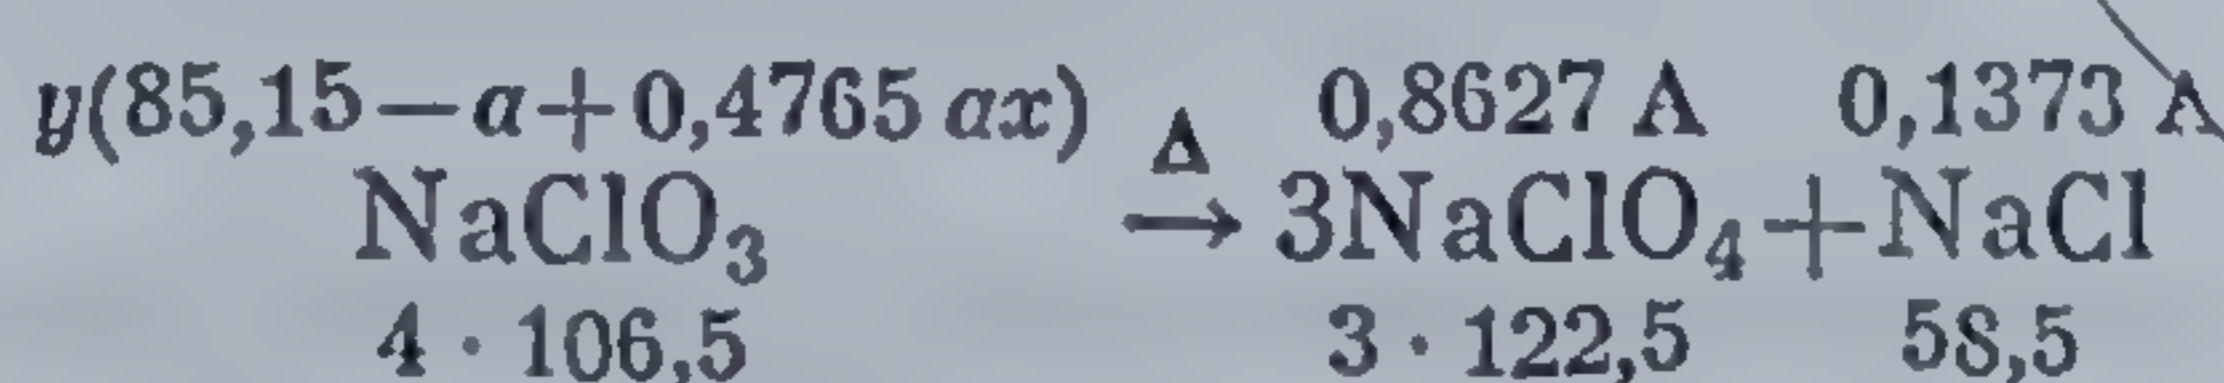 y(85,15—a+0,4765 ax) Δ 0,8627 A 0,1373 A
NaClO₃ → 3NaClO₄+NaCl
4 · 106,5 3 · 122,5 58,5